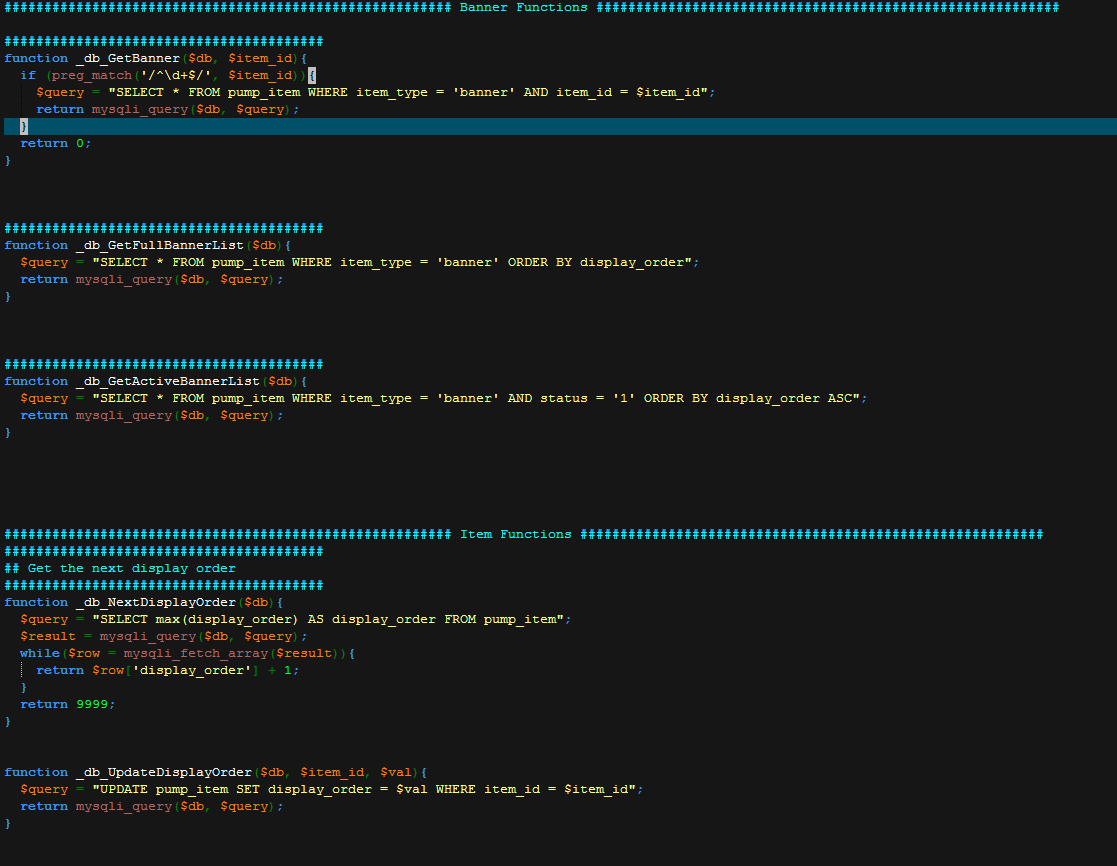 ######################################################## Banner Functions ##########################################################
########################################
function _db_GetBanner($db, $item_id){
  if (preg_match('/^\d+$/', $item_id)){
    $query = "SELECT * FROM pump_item WHERE item_type = 'banner' AND item_id = $item_id";
    return mysqli_query($db, $query);
  }
  return 0;
}
########################################
function _db_GetFullBannerList($db){
  $query = "SELECT * FROM pump_item WHERE item_type = 'banner' ORDER BY display_order";
  return mysqli_query($db, $query);
}
########################################
function _db_GetActiveBannerList($db){
  $query = "SELECT * FROM pump_item WHERE item_type = 'banner' AND status = '1' ORDER BY display_order ASC";
  return mysqli_query($db, $query);
}
######################################################## Item Functions ##########################################################
########################################
## Get the next display order
########################################
function _db_NextDisplayOrder($db){
  $query = "SELECT max(display_order) AS display_order FROM pump_item";
  $result = mysqli_query($db, $query);
  while($row = mysqli_fetch_array($result)){
    return $row['display_order'] + 1;
  }
  return 9999;
}
function _db_UpdateDisplayOrder($db, $item_id, $val){
  $query = "UPDATE pump_item SET display_order = $val WHERE item_id = $item_id";
  return mysqli_query($db, $query);
}